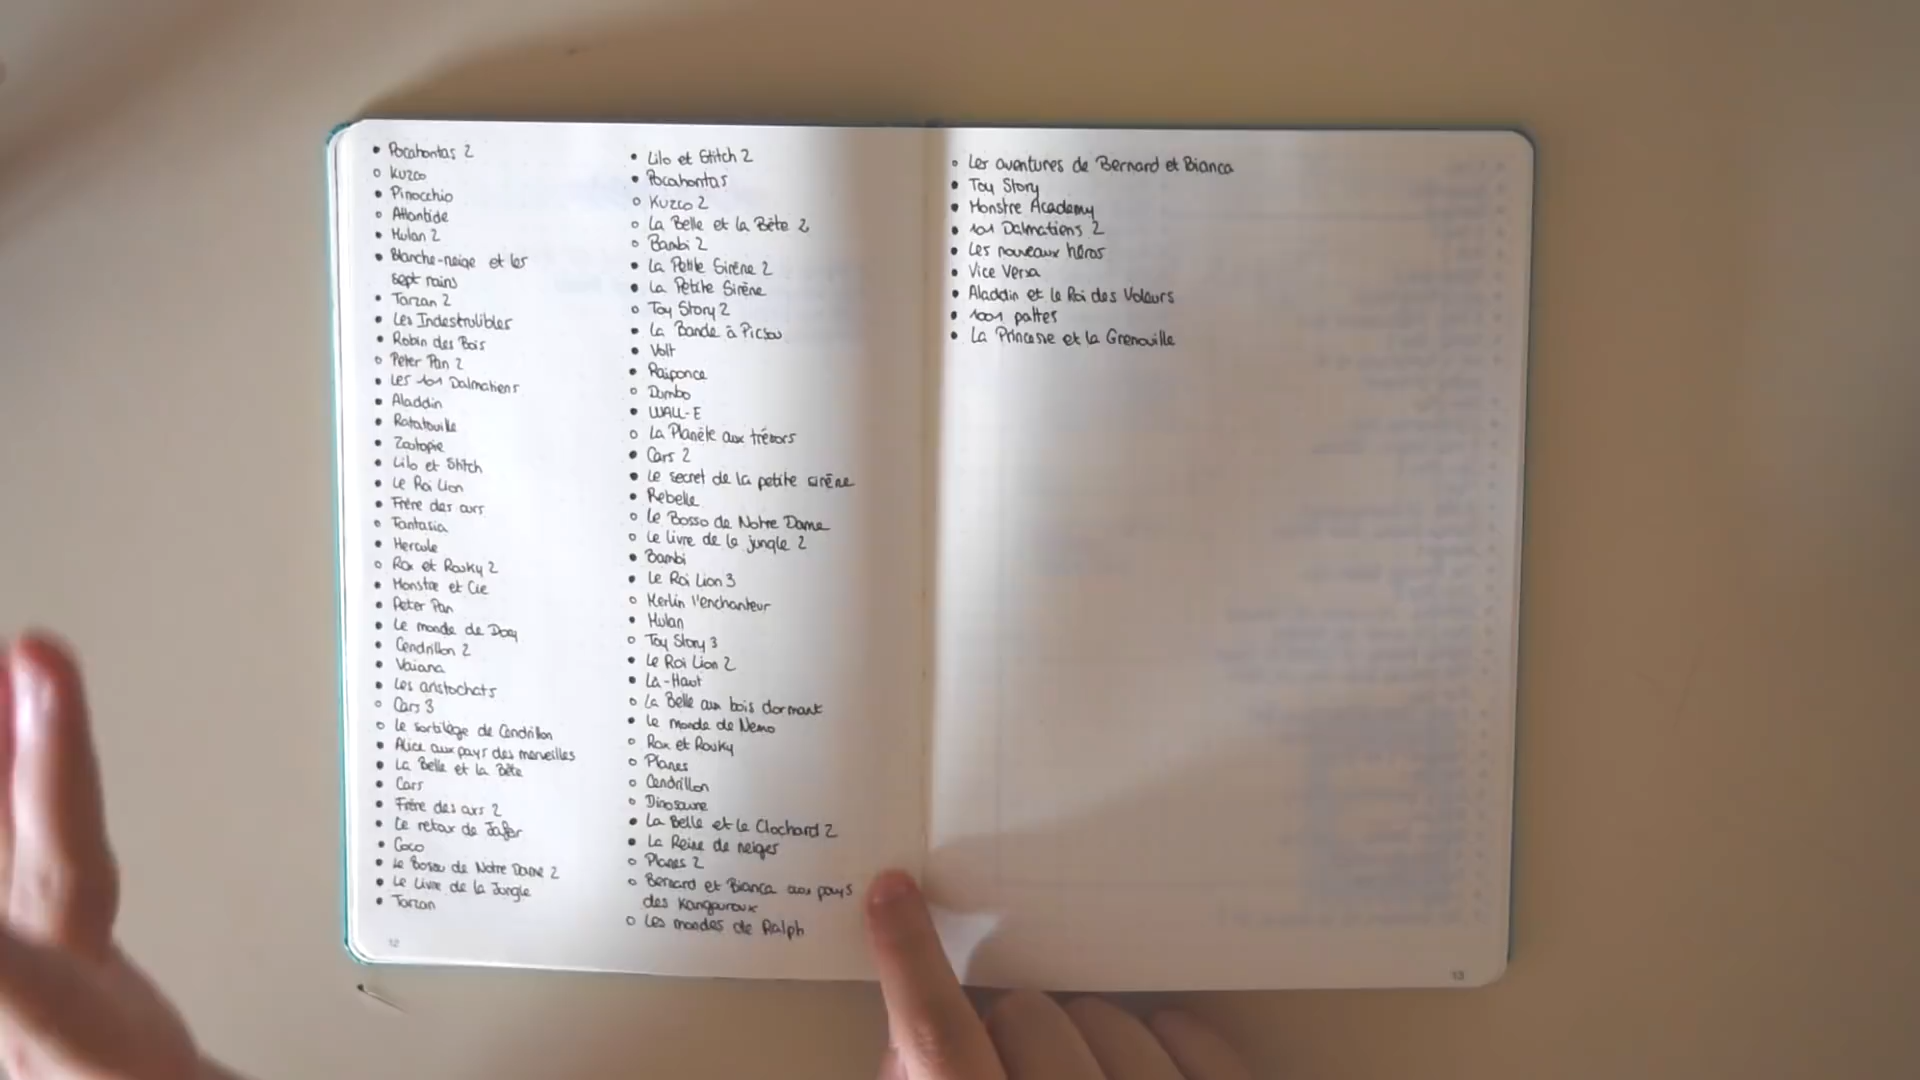 • Pocahontas 2
○ Kuzco
• Pinocchio
○ Atlantide
• Mulan 2
• Blanche-neige et les
sept nains
• Tarzan 2
• Les Indestrutibles
• Robin des Bois
○ Peter Pan 2
• Les 101 Dalmatiens
• Aladdin
• Ratatouille
• Zootopie
• Lilo et Stitch
• Le Roi Lion
• Frère des ours
○ Fantasia
• Hercule
○ Rox et Rouky 2
• Monstre et Cie
• Peter Pan
• Le monde de Dory
• Cendrillon 2
• Vaiana
• Les aristochats
○ Cars 3
○ Le sortilège de Cendrillon
• Alice aux pays des merveilles
• La Belle et la Bête
• Cars
• Frère des ours 2
• Le retour de Jafar
• Coco
• Le Bossu de Notre Dame 2
• Le Livre de la Jungle
• Tarzan
12
• Lilo et Stitch 2
• Pocahontas
○ Kuzco 2
○ La Belle et la Bête 2
○ Bambi 2
• La Petite Sirène 2
• La Petite Sirène
○ Toy Story 2
• La Bande à Picsou
• Volt
• Raiponce
○ Dumbo
• WALL-E
○ La Planète aux trésors
• Cars 2
• Le secret de la petite sirène
• Rebelle
○ Le Bosso de Notre Dame
○ Le livre de la jungle 2
• Bambi
• Le Roi Lion 3
○ Merlin l'enchanteur
• Mulan
○ Toy Story 3
• Le Roi Lion 2
• Là-Haut
○ La Belle aux bois dormant
• Le monde de Nemo
○ Rox et Rouky
○ Planes
○ Cendrillon
○ Dinosaure
• La Belle et le Clochard 2
• La Reine de neiges
○ Planes 2
○ Bernard et Bianca aux pays
des Kangouroux
○ Les mondes de Ralph
○ Les aventures de Bernard et Bianca
• Toy Story
• Monstre Academy
• 101 Dalmatiens 2
• Les nouveaux héros
• Vice Versa
• Aladdin et le Roi des Voleurs
• 1001 pattes
• La Princesse et la Grenouille
13